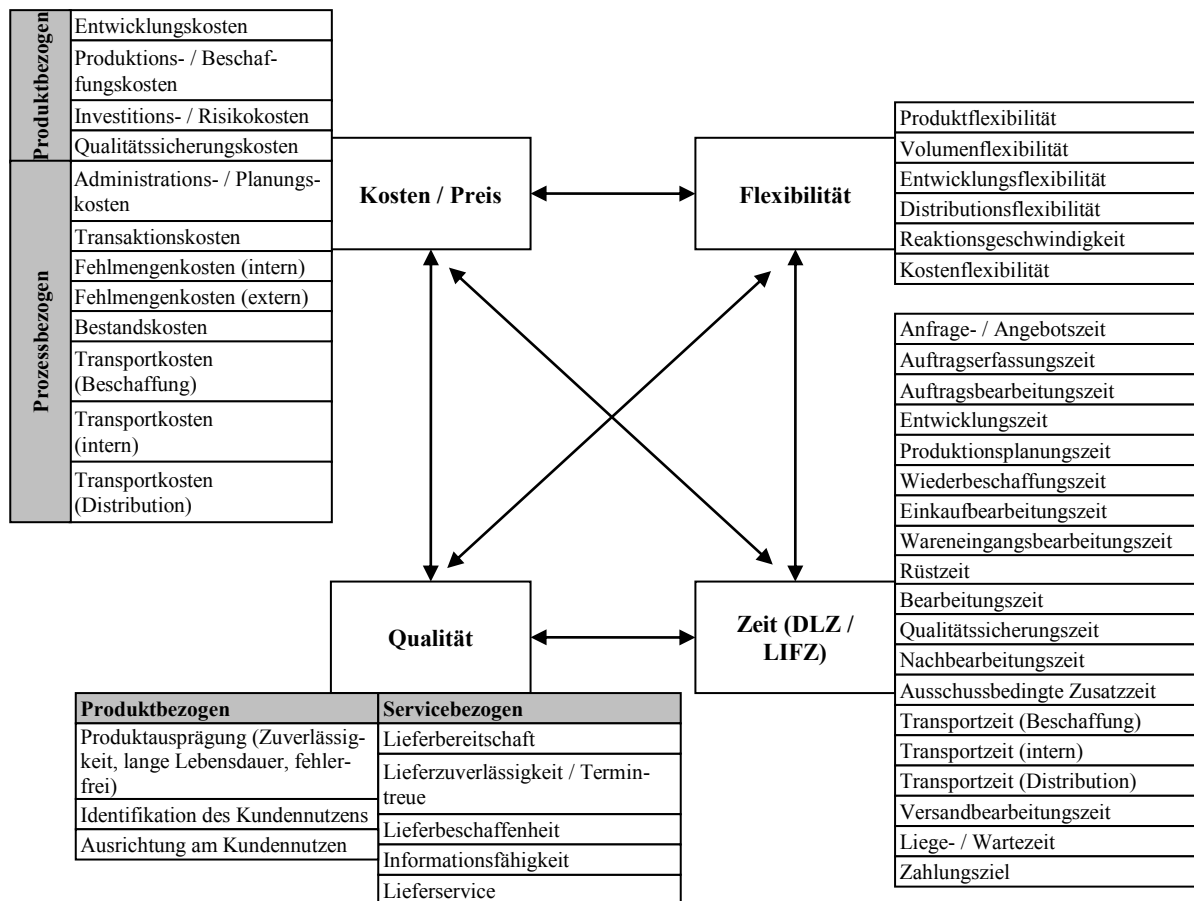 Produktbezogen
Entwicklungskosten
Produktions- / Beschaf-
fungskosten
Investitions- / Risikokosten
Qualitätssicherungskosten
Prozessbezogen
Administrations- / Planungs-
kosten
Transaktionskosten
Fehlmengenkosten (intern)
Fehlmengenkosten (extern)
Bestandskosten
Transportkosten
(Beschaffung)
Transportkosten
(intern)
Transportkosten
(Distribution)
Kosten / Preis
Flexibilität
Produktflexibilität
Volumenflexibilität
Entwicklungsflexibilität
Distributionsflexibilität
Reaktionsgeschwindigkeit
Kostenflexibilität
Qualität
Produktbezogen
Produktausprägung (Zuverlässig-
keit, lange Lebensdauer, fehler-
frei)
Identifikation des Kundennutzens
Ausrichtung am Kundennutzen
Servicebezogen
Lieferbereitschaft
Lieferzuverlässigkeit / Termin-
treue
Lieferbeschaffenheit
Informationsfähigkeit
Lieferservice
Zeit (DLZ /
LIFZ)
Anfrage- / Angebotszeit
Auftragserfassungszeit
Auftragsbearbeitungszeit
Entwicklungszeit
Produktionsplanungszeit
Wiederbeschaffungszeit
Einkaufbearbeitungszeit
Wareneingangsbearbeitungszeit
Rüstzeit
Bearbeitungszeit
Qualitätssicherungszeit
Nachbearbeitungszeit
Ausschussbedingte Zusatzzeit
Transportzeit (Beschaffung)
Transportzeit (intern)
Transportzeit (Distribution)
Versandbearbeitungszeit
Liege- / Wartezeit
Zahlungsziel